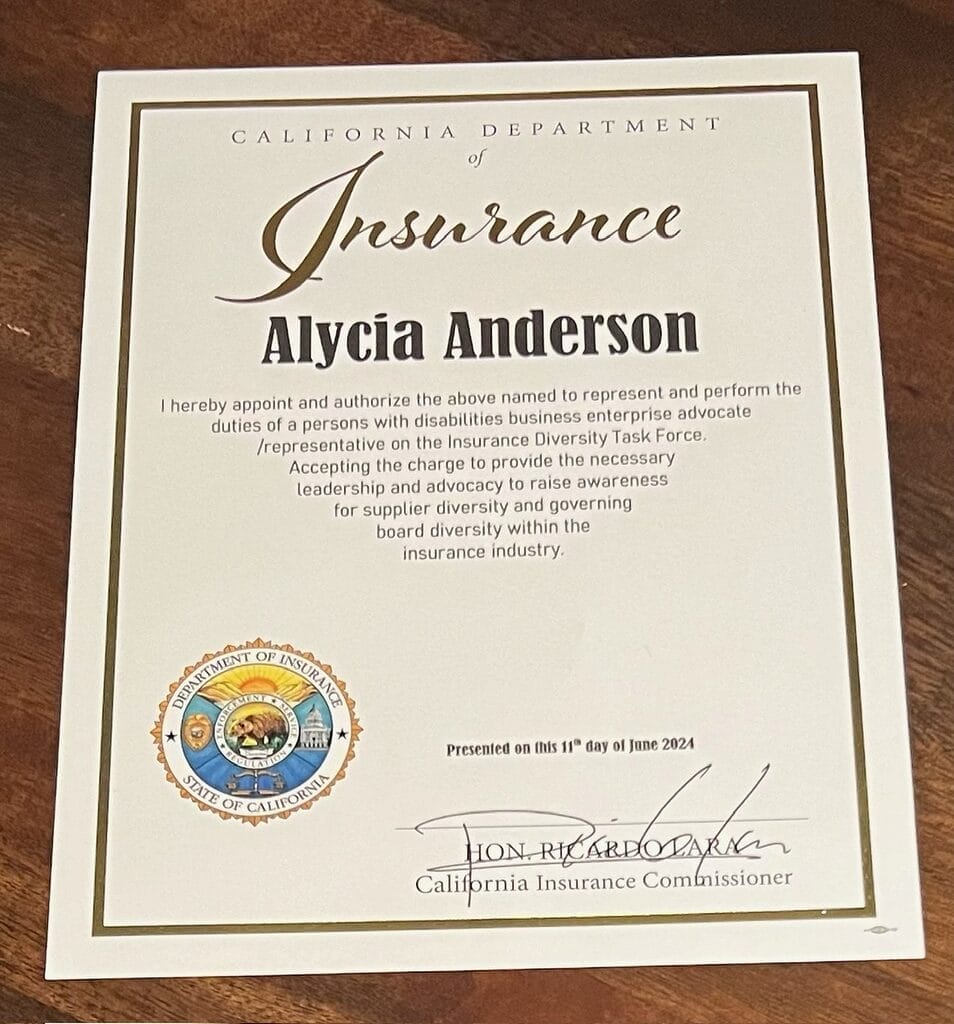 CALIFORNIA DEPARTMENT
of
Insurance
Alycia Anderson
I hereby appoint and authorize the above named to represent and perform the
duties of a persons with disabilities business enterprise advocate
/representative on the Insurance Diversity Task Force.
Accepting the charge to provide the necessary
leadership and advocacy to raise awareness
for supplier diversity and governing
board diversity within the
insurance industry.
DEPARTMENT OF INSURANCE
ENFORCEMENT ★ SERVICE
REGULATION
STATE OF CALIFORNIA
Presented on this 11th day of June 2024
HON. RICARDO LARA
California Insurance Commissioner